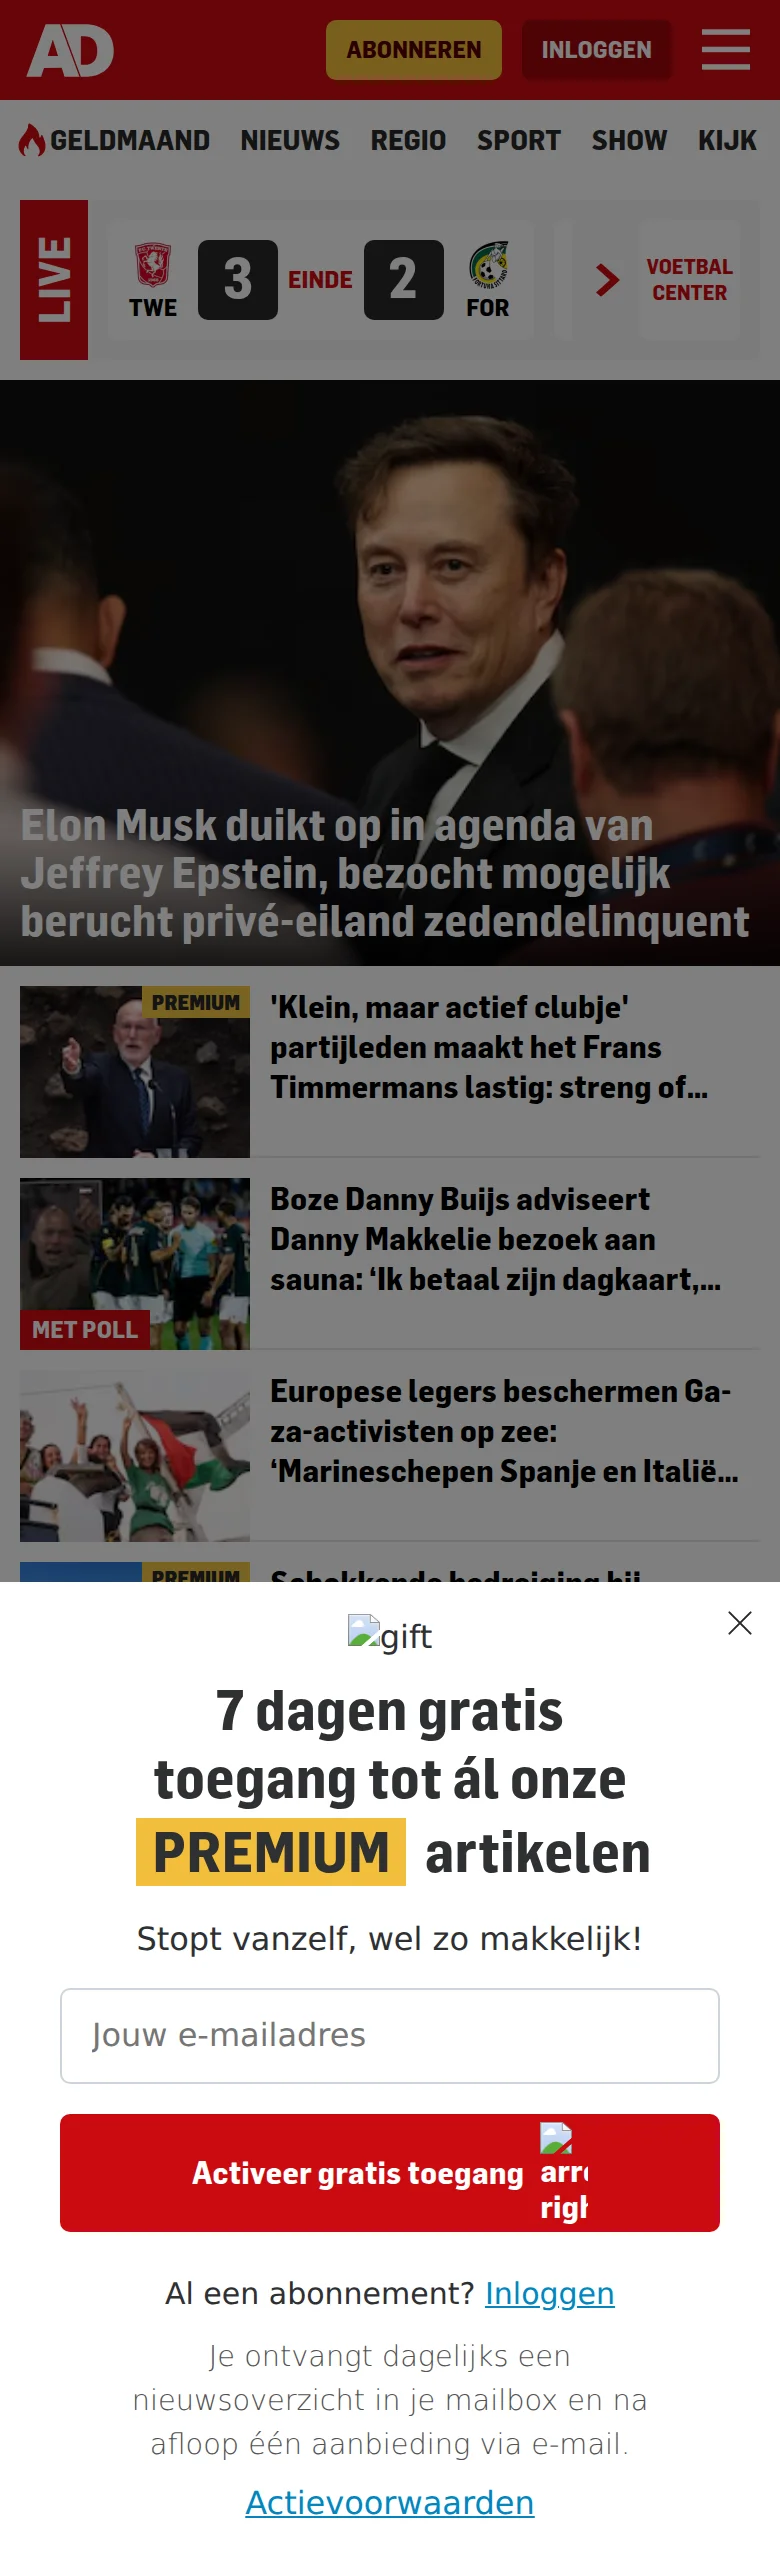 AD
ABONNEREN
INLOGGEN
GELDMAAND NIEUWS REGIO SPORT SHOW KIJK
LIVE
TWE
3
EINDE
2
FOR
VOETBAL
CENTER
Elon Musk duikt op in agenda van
Jeffrey Epstein, bezocht mogelijk
berucht privé-eiland zedendelinquent
PREMIUM
'Klein, maar actief clubje'
partijleden maakt het Frans
Timmermans lastig: streng of...
MET POLL
Boze Danny Buijs adviseert
Danny Makkelie bezoek aan
sauna: ‘Ik betaal zijn dagkaart,...
Europese legers beschermen Ga-
za-activisten op zee:
‘Marineschepen Spanje en Italië...
PREMIUM
gift
7 dagen gratis
toegang tot ál onze
PREMIUM artikelen
Stopt vanzelf, wel zo makkelijk!
Jouw e-mailadres
Activeer gratis toegang
Al een abonnement? Inloggen
Je ontvangt dagelijks een
nieuwsoverzicht in je mailbox en na
afloop één aanbieding via e-mail.
Actievoorwaarden